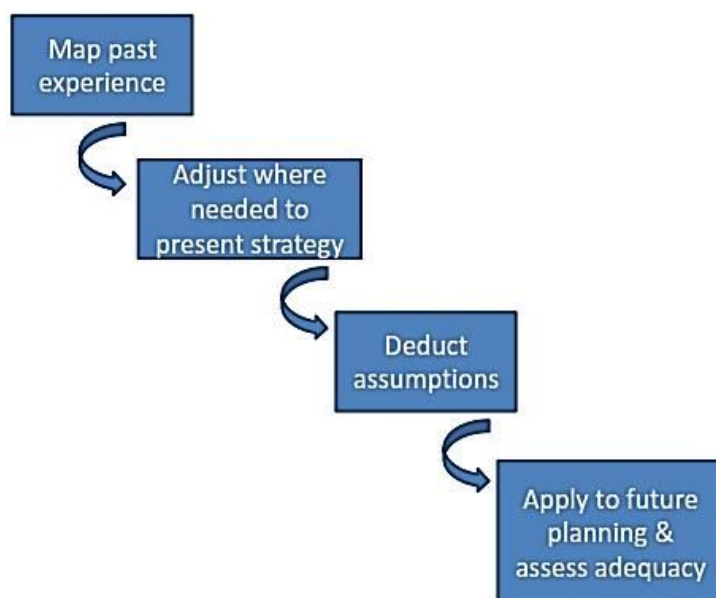 Map past
experience
Adjust where
needed to
present strategy
Deduct
assumptions
Apply to future
planning &
assess adequacy